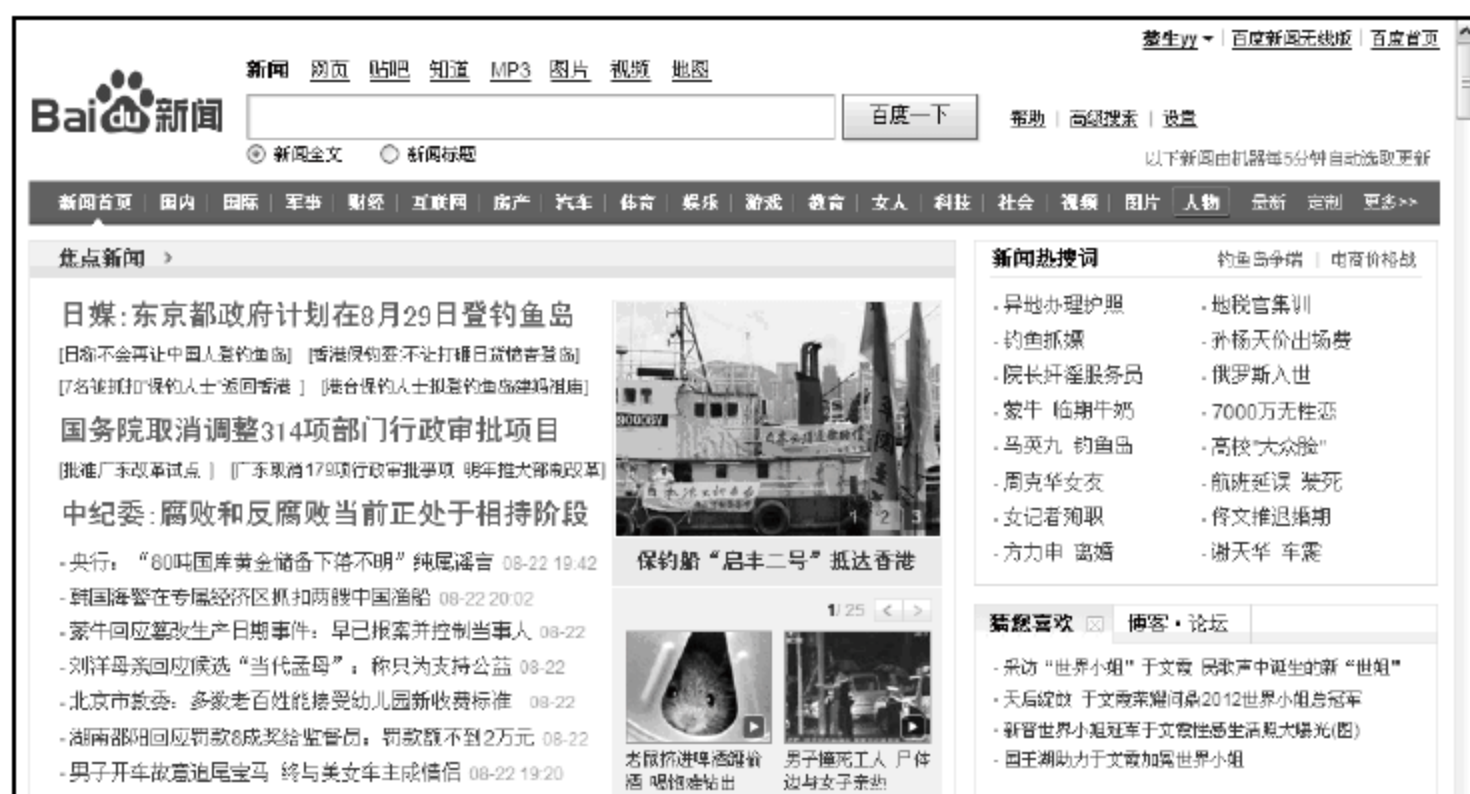 楚生yy | 百度新闻无线版 | 百度首页
新闻 网页 贴吧 知道 MP3 图片 视频 地图
Bai du 新闻
百度一下
帮助 | 高级搜索 | 设置
新闻全文 新闻标题
以下新闻由机器每5分钟自动选取更新
新闻首页 | 国内 | 国际 | 军事 | 财经 | 互联网 | 房产 | 汽车 | 体育 | 娱乐 | 游戏 | 教育 | 女人 | 科技 | 社会 | 视频 | 图片 人物 最新 定制 更多>>
焦点新闻 >
日媒:东京都政府计划在8月29日登钓鱼岛
[日称不会再让中国人登钓鱼岛] [香港保钓委:不让打砸日货愤青登岛]
[7名被抓扣“保钓人士”返回香港 ] [港台保钓人士拟登钓鱼岛建妈祖庙]
国务院取消调整314项部门行政审批项目
[批准广东改革试点 ] [广东取消179项行政审批事项 明年推大部制改革]
中纪委:腐败和反腐败当前正处于相持阶段
·央行：“80吨国库黄金储备下落不明”纯属谣言 08-22 19:42
·韩国海警在专属经济区抓扣两艘中国渔船 08-22 20:02
·蒙牛回应篡改生产日期事件：早已报案并控制当事人 08-22
·刘洋母亲回应候选“当代孟母”：称只为支持公益 08-22
·北京市教委：多数老百姓能接受幼儿园新收费标准 08-22
·湖南邵阳回应罚款8成奖给监督员：罚款额不到2万元 08-22
·男子开车故意追尾宝马 终与美女车主成情侣 08-22 19:20
1 2 3
保钓船“启丰二号”抵达香港
1/ 25 < >
老鼠挤进啤酒罐偷
酒 喝饱难钻出
男子撞死工人 尸体
边与女子亲热
新闻热搜词 钓鱼岛争端 | 电商价格战
·异地办理护照 ·地税官集训
·钓鱼抓嫖 ·孙杨天价出场费
·院长奸淫服务员 ·俄罗斯入世
·蒙牛 临期牛奶 ·7000万无性恋
·马英九 钓鱼岛 ·高校“大众脸”
·周克华女友 ·航班延误 装死
·女记者殉职 ·佟文推迟婚期
·方力申 离婚 ·谢天华 车震
猜您喜欢 博客·论坛
·采访“世界小姐”于文霞 民歌声中诞生的新“世姐”
·天后绽放 于文霞荣耀问鼎2012世界小姐总冠军
·新晋世界小姐冠军于文霞性感生活照大曝光(图)
·国王湖助力于文霞加冕世界小姐